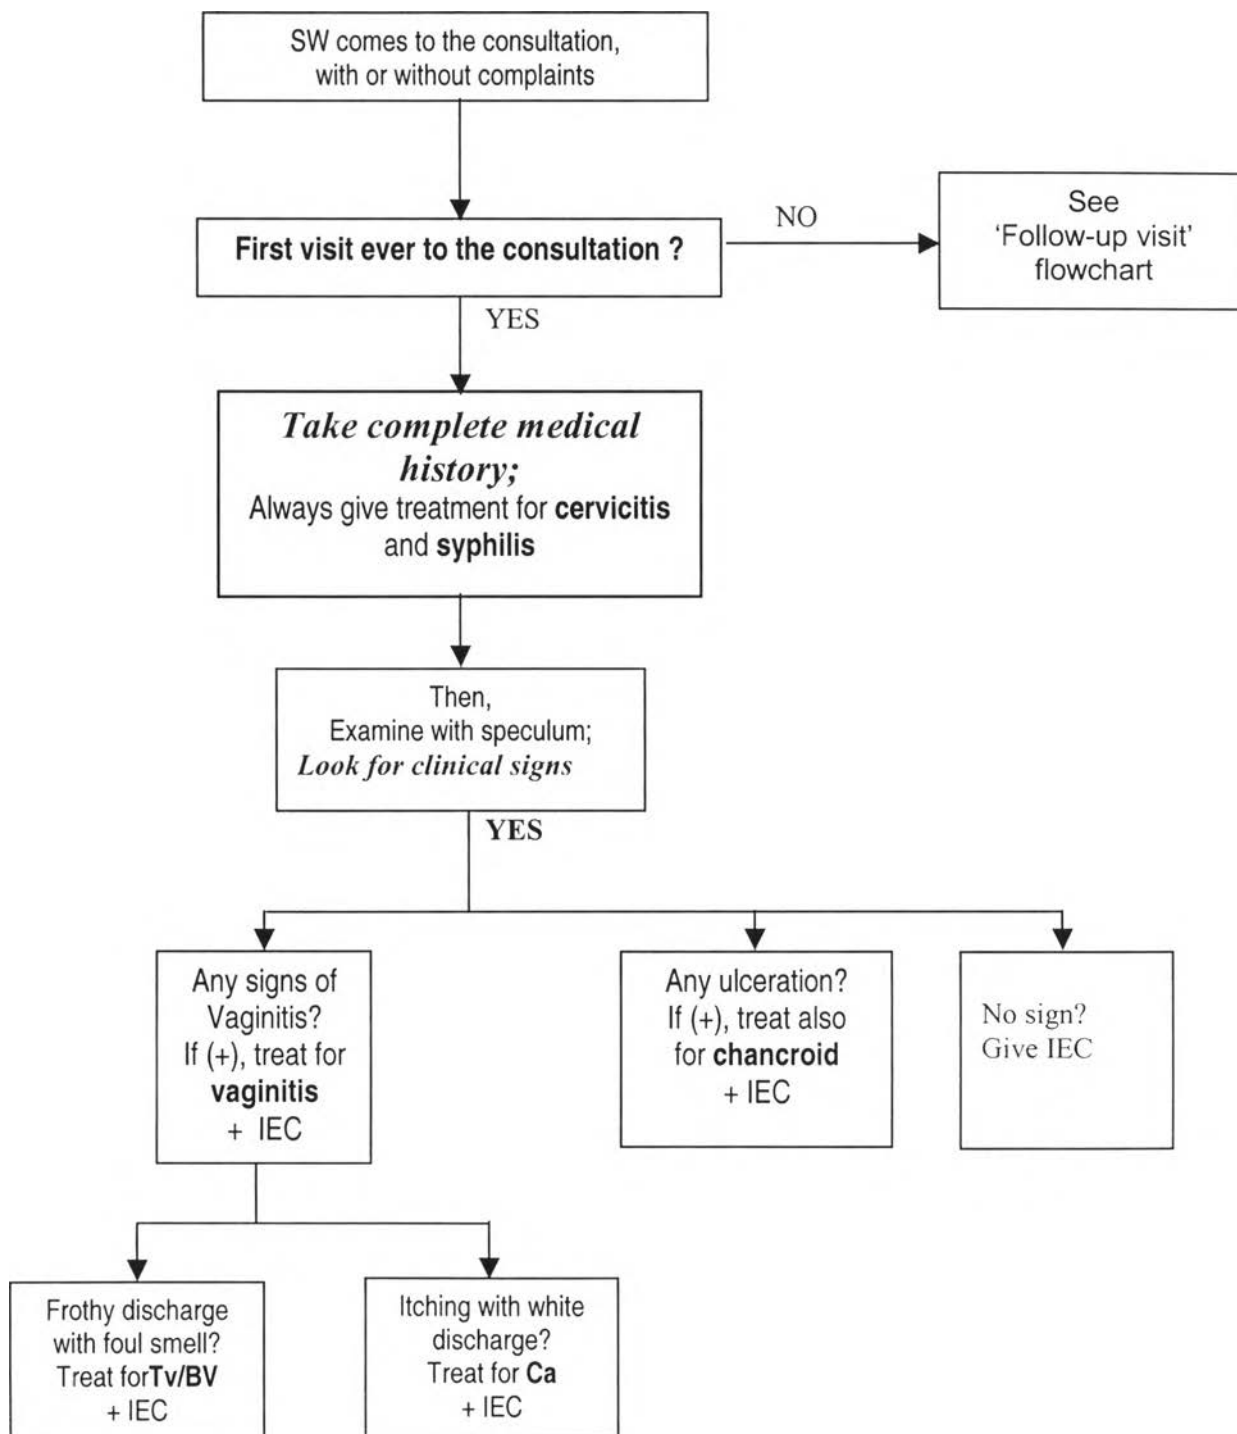 SW comes to the consultation,
with or without complaints
First visit ever to the consultation ?
NO
See
‘Follow-up visit’
flowchart
YES
Take complete medical
history;
Always give treatment for cervicitis
and syphilis
Then,
Examine with speculum;
Look for clinical signs
YES
Any signs of
Vaginitis?
If (+), treat for
vaginitis
+ IEC
Any ulceration?
If (+), treat also
for chancroid
+ IEC
No sign?
Give IEC
Frothy discharge
with foul smell?
Treat forTv/BV
+ IEC
Itching with white
discharge?
Treat for Ca
+ IEC